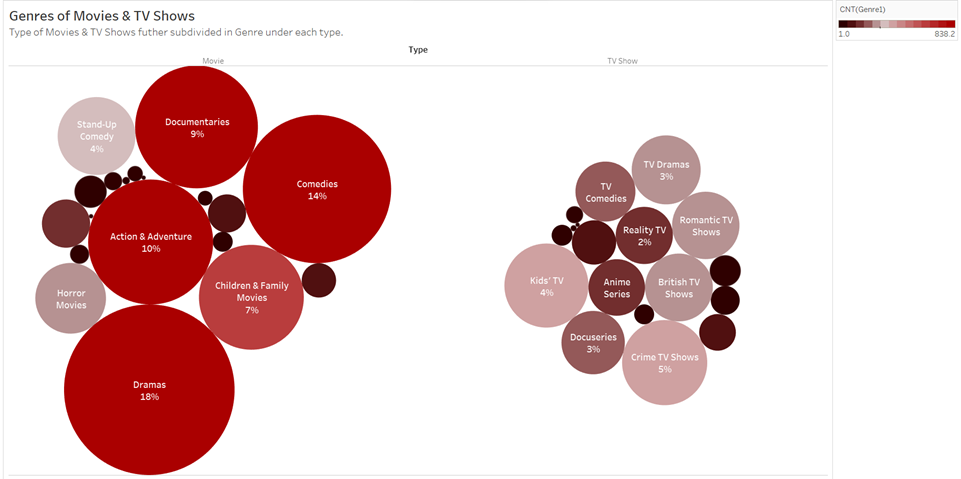 Genres of Movies & TV Shows
Type of Movies & TV Shows futher subdivided in Genre under each type.
Type
Movie
TV Show
Stand-Up
Comedy
4%
Documentaries
9%
Comedies
14%
Action & Adventure
10%
Horror
Movies
Children & Family
Movies
7%
Dramas
18%
TV Dramas
3%
TV
Comedies
Romantic TV
Shows
Reality TV
2%
Kids' TV
4%
Anime
Series
British TV
Shows
Docuseries
3%
Crime TV Shows
5%
CNT(Genre1)
1.0
838.2